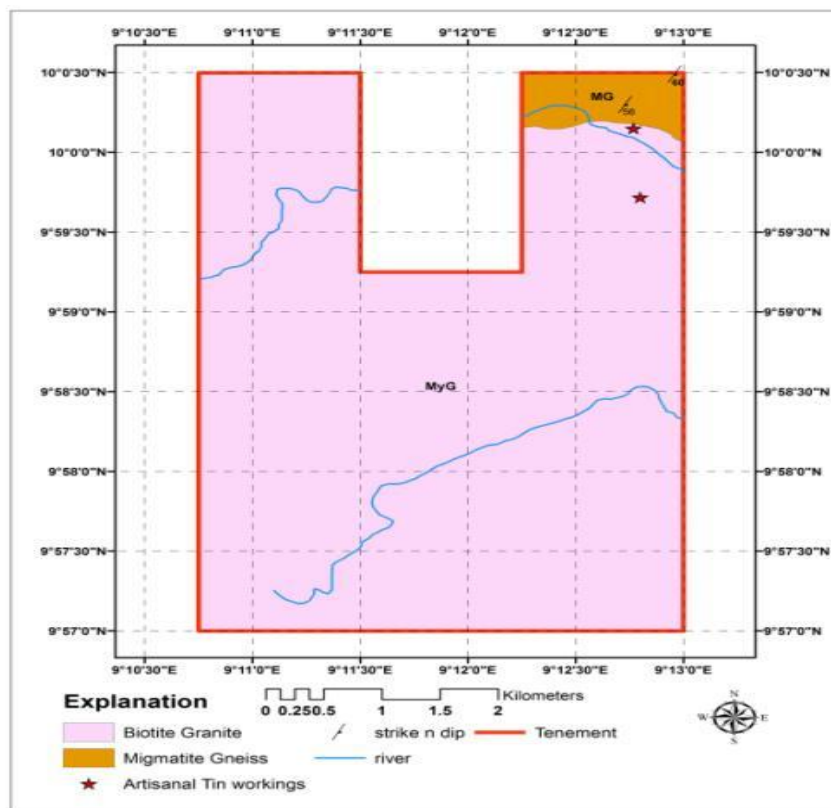 9°10'30"E 9°11'0"E 9°11'30"E 9°12'0"E 9°12'30"E 9°13'0"E
10°0'30"N 10°0'30"N
60
MG
50
10°0'0"N 10°0'0"N
9°59'30"N 9°59'30"N
9°59'0"N 9°59'0"N
MyG
9°58'30"N 9°58'30"N
9°58'0"N 9°58'0"N
9°57'30"N 9°57'30"N
9°57'0"N 9°57'0"N
9°10'30"E 9°11'0"E 9°11'30"E 9°12'0"E 9°12'30"E 9°13'0"E
Explanation
Kilometers
0 0.250.5 1 1.5 2
Biotite Granite strike n dip Tenement
Migmatite Gneiss river
Artisanal Tin workings
N
W E
S